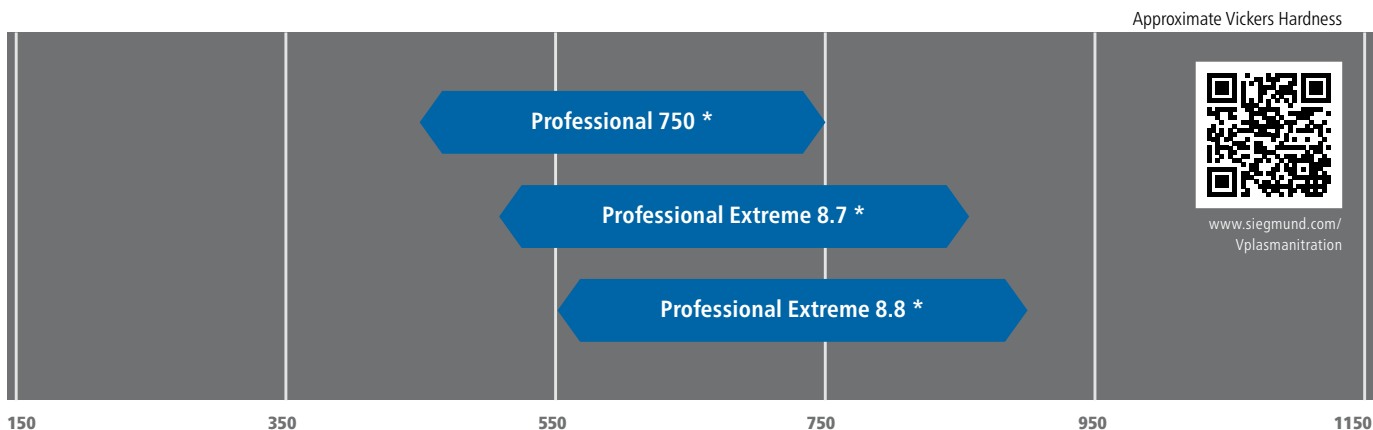 Approximate Vickers Hardness
Professional 750 *
Professional Extreme 8.7 *
www.siegmund.com/
Vplasmanitration
Professional Extreme 8.8 *
150 350 550 750 950 1150